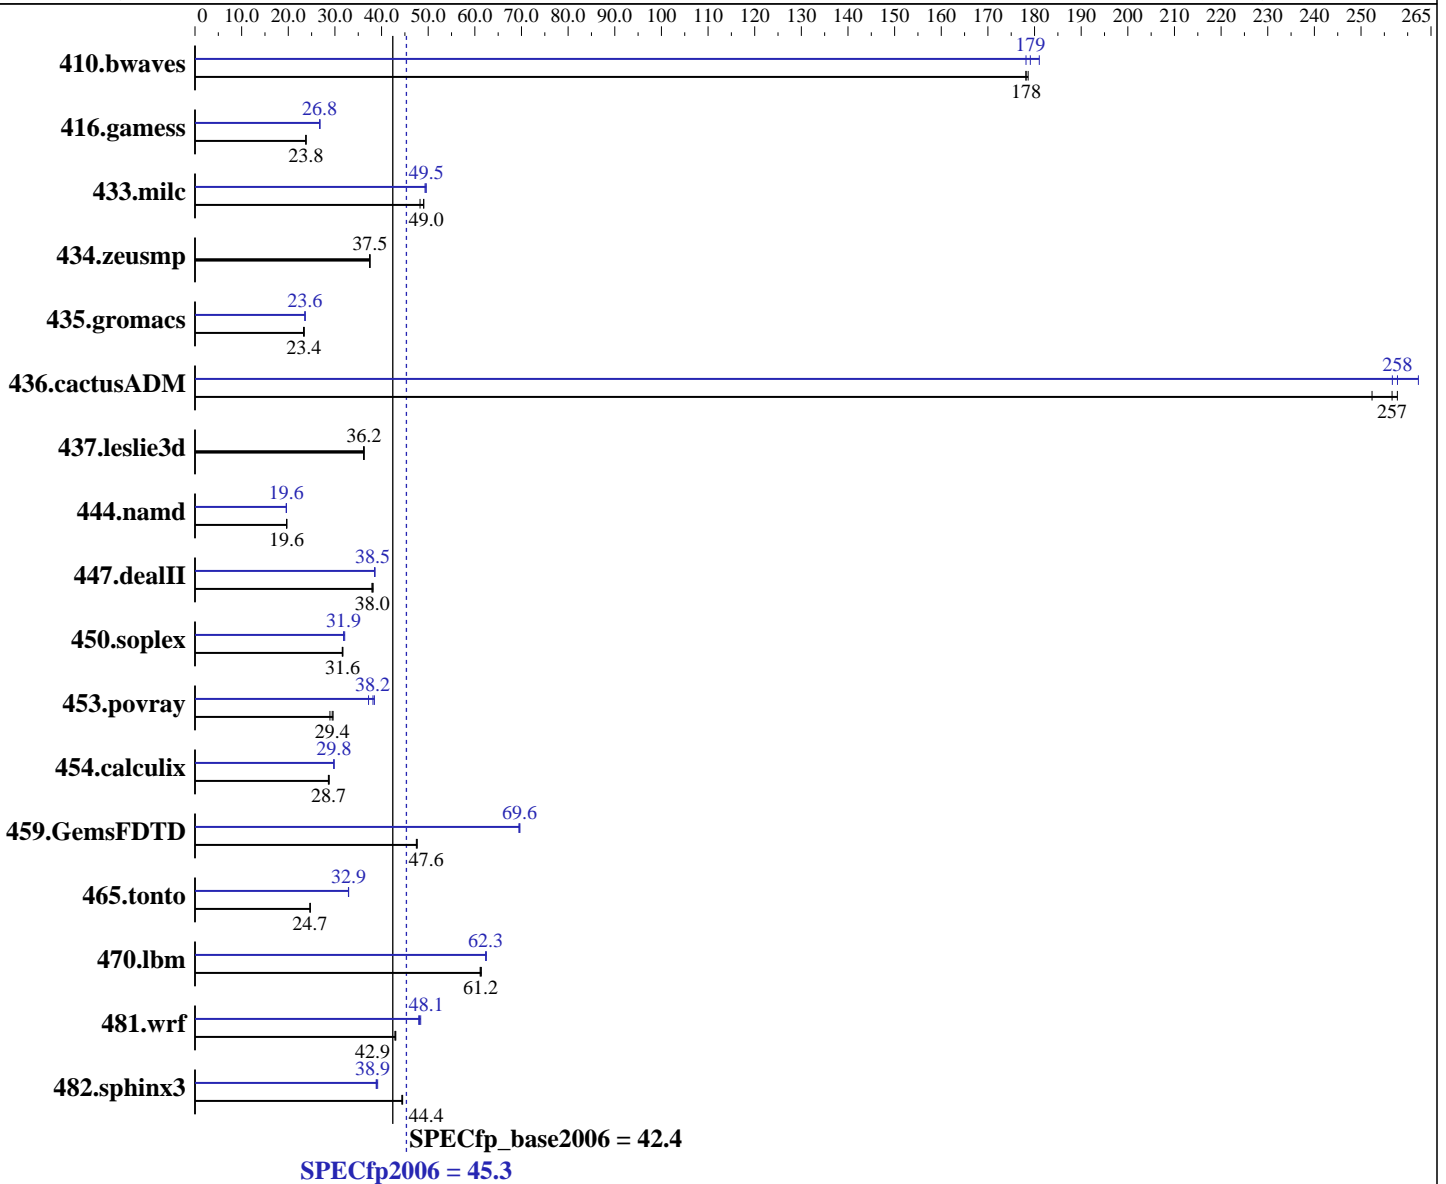 0 10.0 20.0 30.0 40.0 50.0 60.0 70.0 80.0 90.0 100 110 120 130 140 150 160 170 180 190 200 210 220 230 240 250 265
179
410.bwaves
178
26.8
416.gamess
23.8
49.5
433.milc
49.0
37.5
434.zeusmp
23.6
435.gromacs
23.4
258
436.cactusADM
257
36.2
437.leslie3d
19.6
444.namd
19.6
38.5
447.dealII
38.0
31.9
450.soplex
31.6
38.2
453.povray
29.4
29.8
454.calculix
28.7
69.6
459.GemsFDTD
47.6
32.9
465.tonto
24.7
62.3
470.lbm
61.2
48.1
481.wrf
42.9
38.9
482.sphinx3
44.4
SPECfp_base2006 = 42.4
SPECfp2006 = 45.3